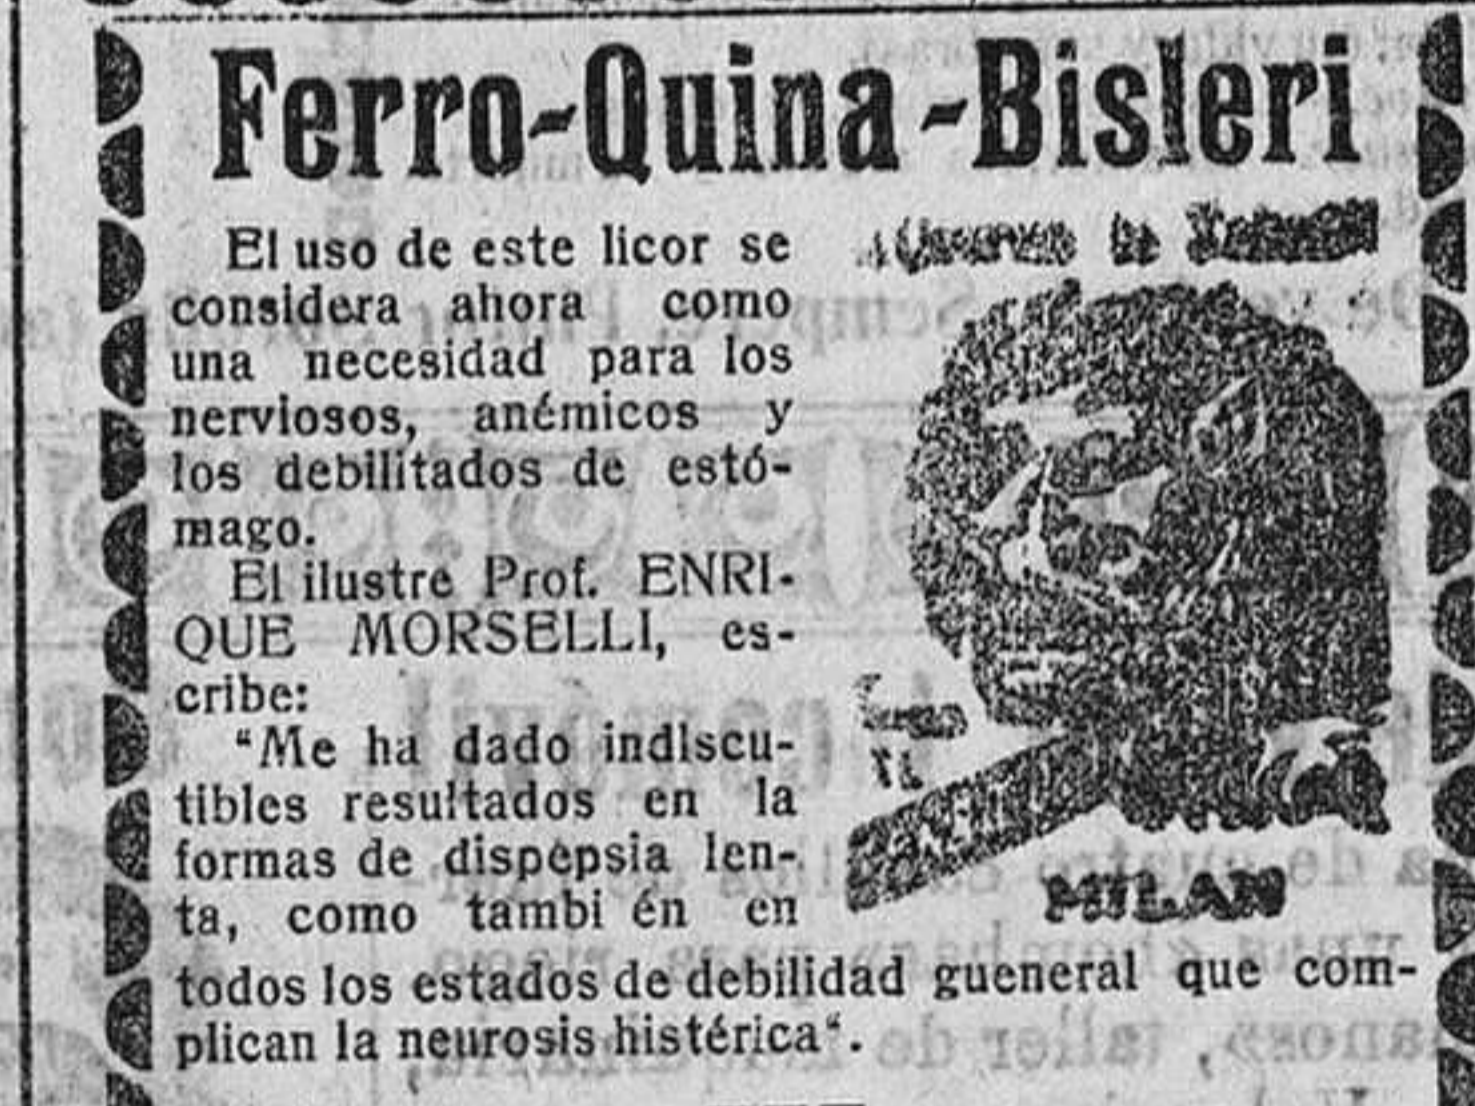 Ferro-Quina-Bisleri
El uso de este licor se
considera ahora como
una necesidad para los
nerviosos, anémicos y
los debilitados de estó-
mago.
El ilustre Prof. ENRI-
QUE MORSELLI, es-
cribe:
“Me ha dado indiscu-
tibles resultados en la
formas de dispepsia len-
ta, como tambi én en
todos los estados de debilidad gueneral que com-
plican la neurosis histérica“.
MILAN